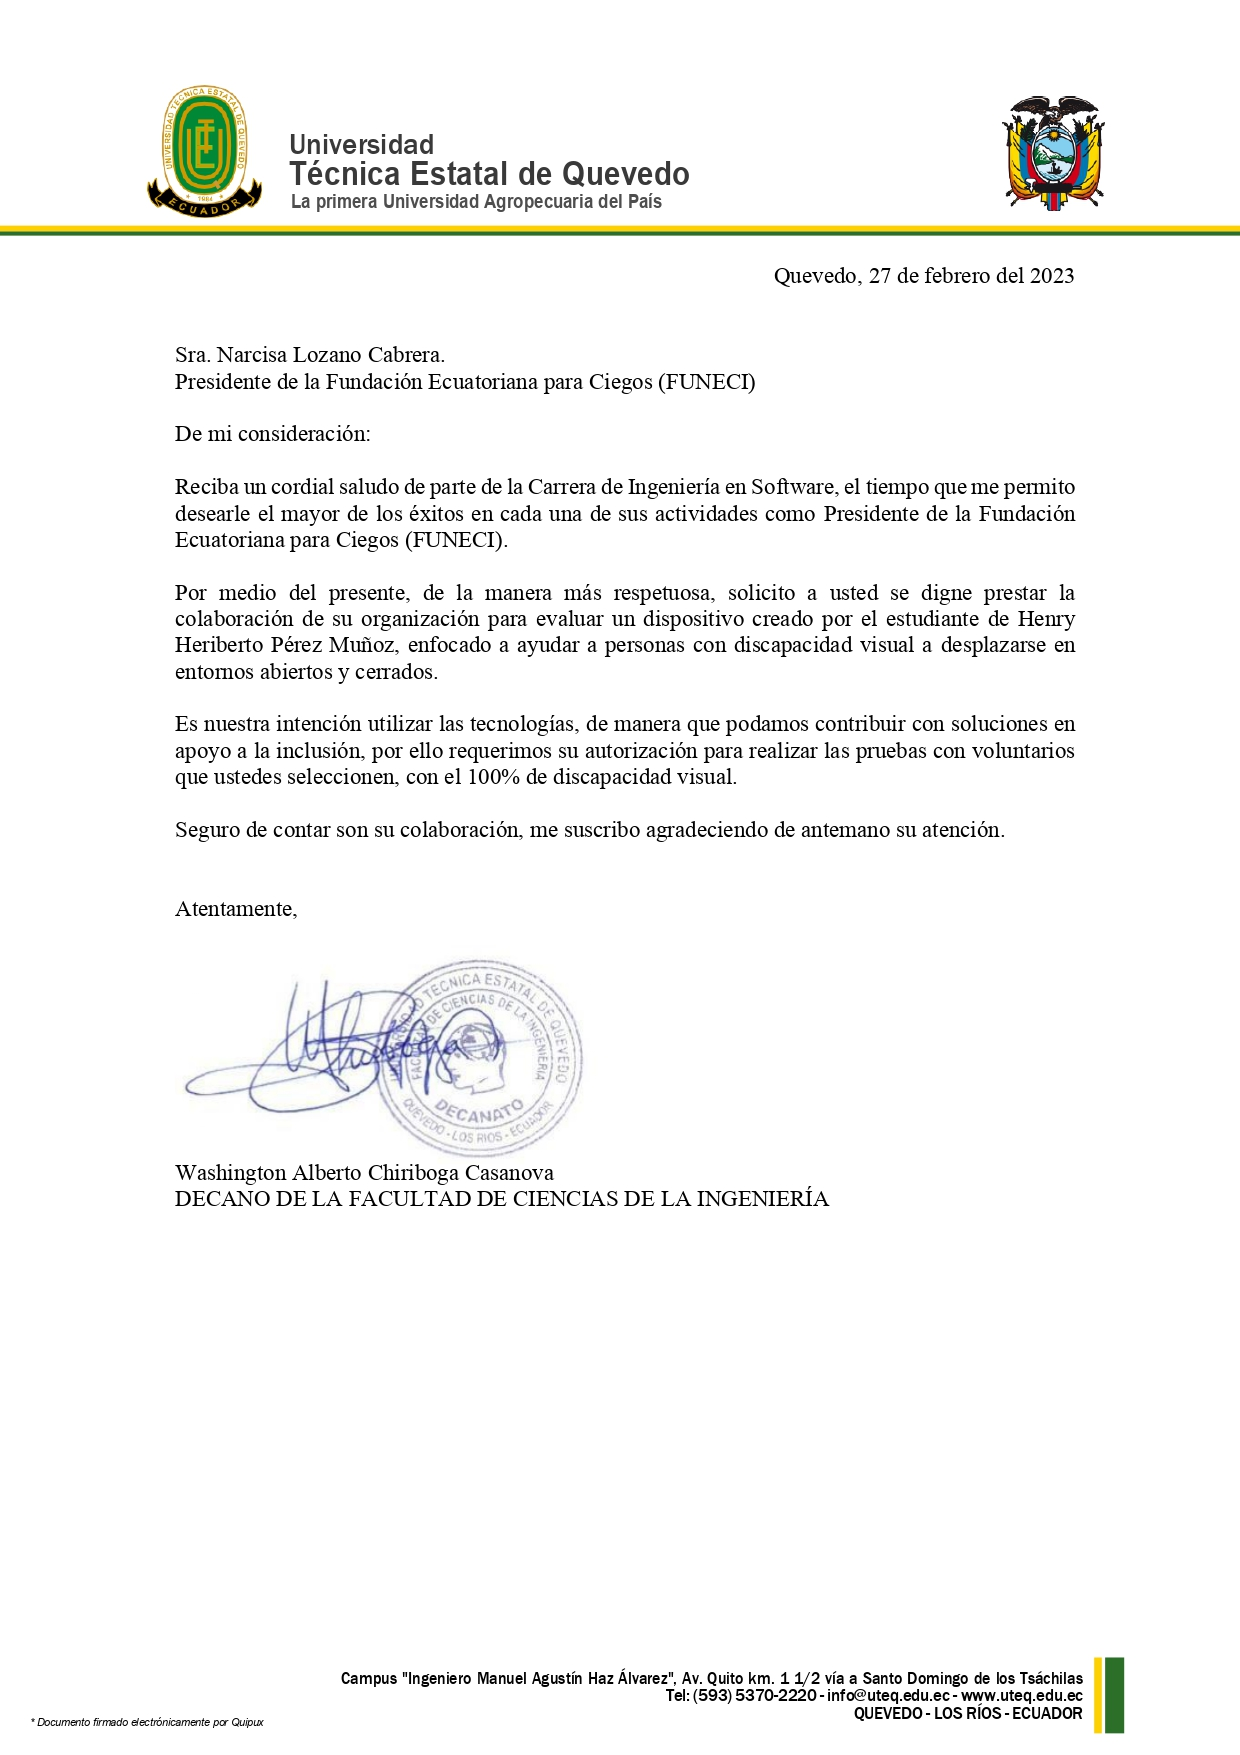 UNIVERSIDAD TÉCNICA ESTATAL DE QUEVEDO
1984
ECUADOR
Universidad
Técnica Estatal de Quevedo
La primera Universidad Agropecuaria del País
Quevedo, 27 de febrero del 2023
Sra. Narcisa Lozano Cabrera.
Presidente de la Fundación Ecuatoriana para Ciegos (FUNECI)
De mi consideración:
Reciba un cordial saludo de parte de la Carrera de Ingeniería en Software, el tiempo que me permito
desearle el mayor de los éxitos en cada una de sus actividades como Presidente de la Fundación
Ecuatoriana para Ciegos (FUNECI).
Por medio del presente, de la manera más respetuosa, solicito a usted se digne prestar la
colaboración de su organización para evaluar un dispositivo creado por el estudiante de Henry
Heriberto Pérez Muñoz, enfocado a ayudar a personas con discapacidad visual a desplazarse en
entornos abiertos y cerrados.
Es nuestra intención utilizar las tecnologías, de manera que podamos contribuir con soluciones en
apoyo a la inclusión, por ello requerimos su autorización para realizar las pruebas con voluntarios
que ustedes seleccionen, con el 100% de discapacidad visual.
Seguro de contar son su colaboración, me suscribo agradeciendo de antemano su atención.
Atentamente,
UNIVERSIDAD TECNICA ESTATAL DE QUEVEDO
FACULTAD DE CIENCIAS DE LA INGENIERIA
DECANATO
QUEVEDO - LOS RIOS - ECUADOR
Washington Alberto Chiriboga Casanova
DECANO DE LA FACULTAD DE CIENCIAS DE LA INGENIERÍA
Campus "Ingeniero Manuel Agustín Haz Álvarez", Av. Quito km. 1 1/2 vía a Santo Domingo de los Tsáchilas
Tel: (593) 5370-2220 - info@uteq.edu.ec - www.uteq.edu.ec
QUEVEDO - LOS RÍOS - ECUADOR
* Documento firmado electrónicamente por Quipux